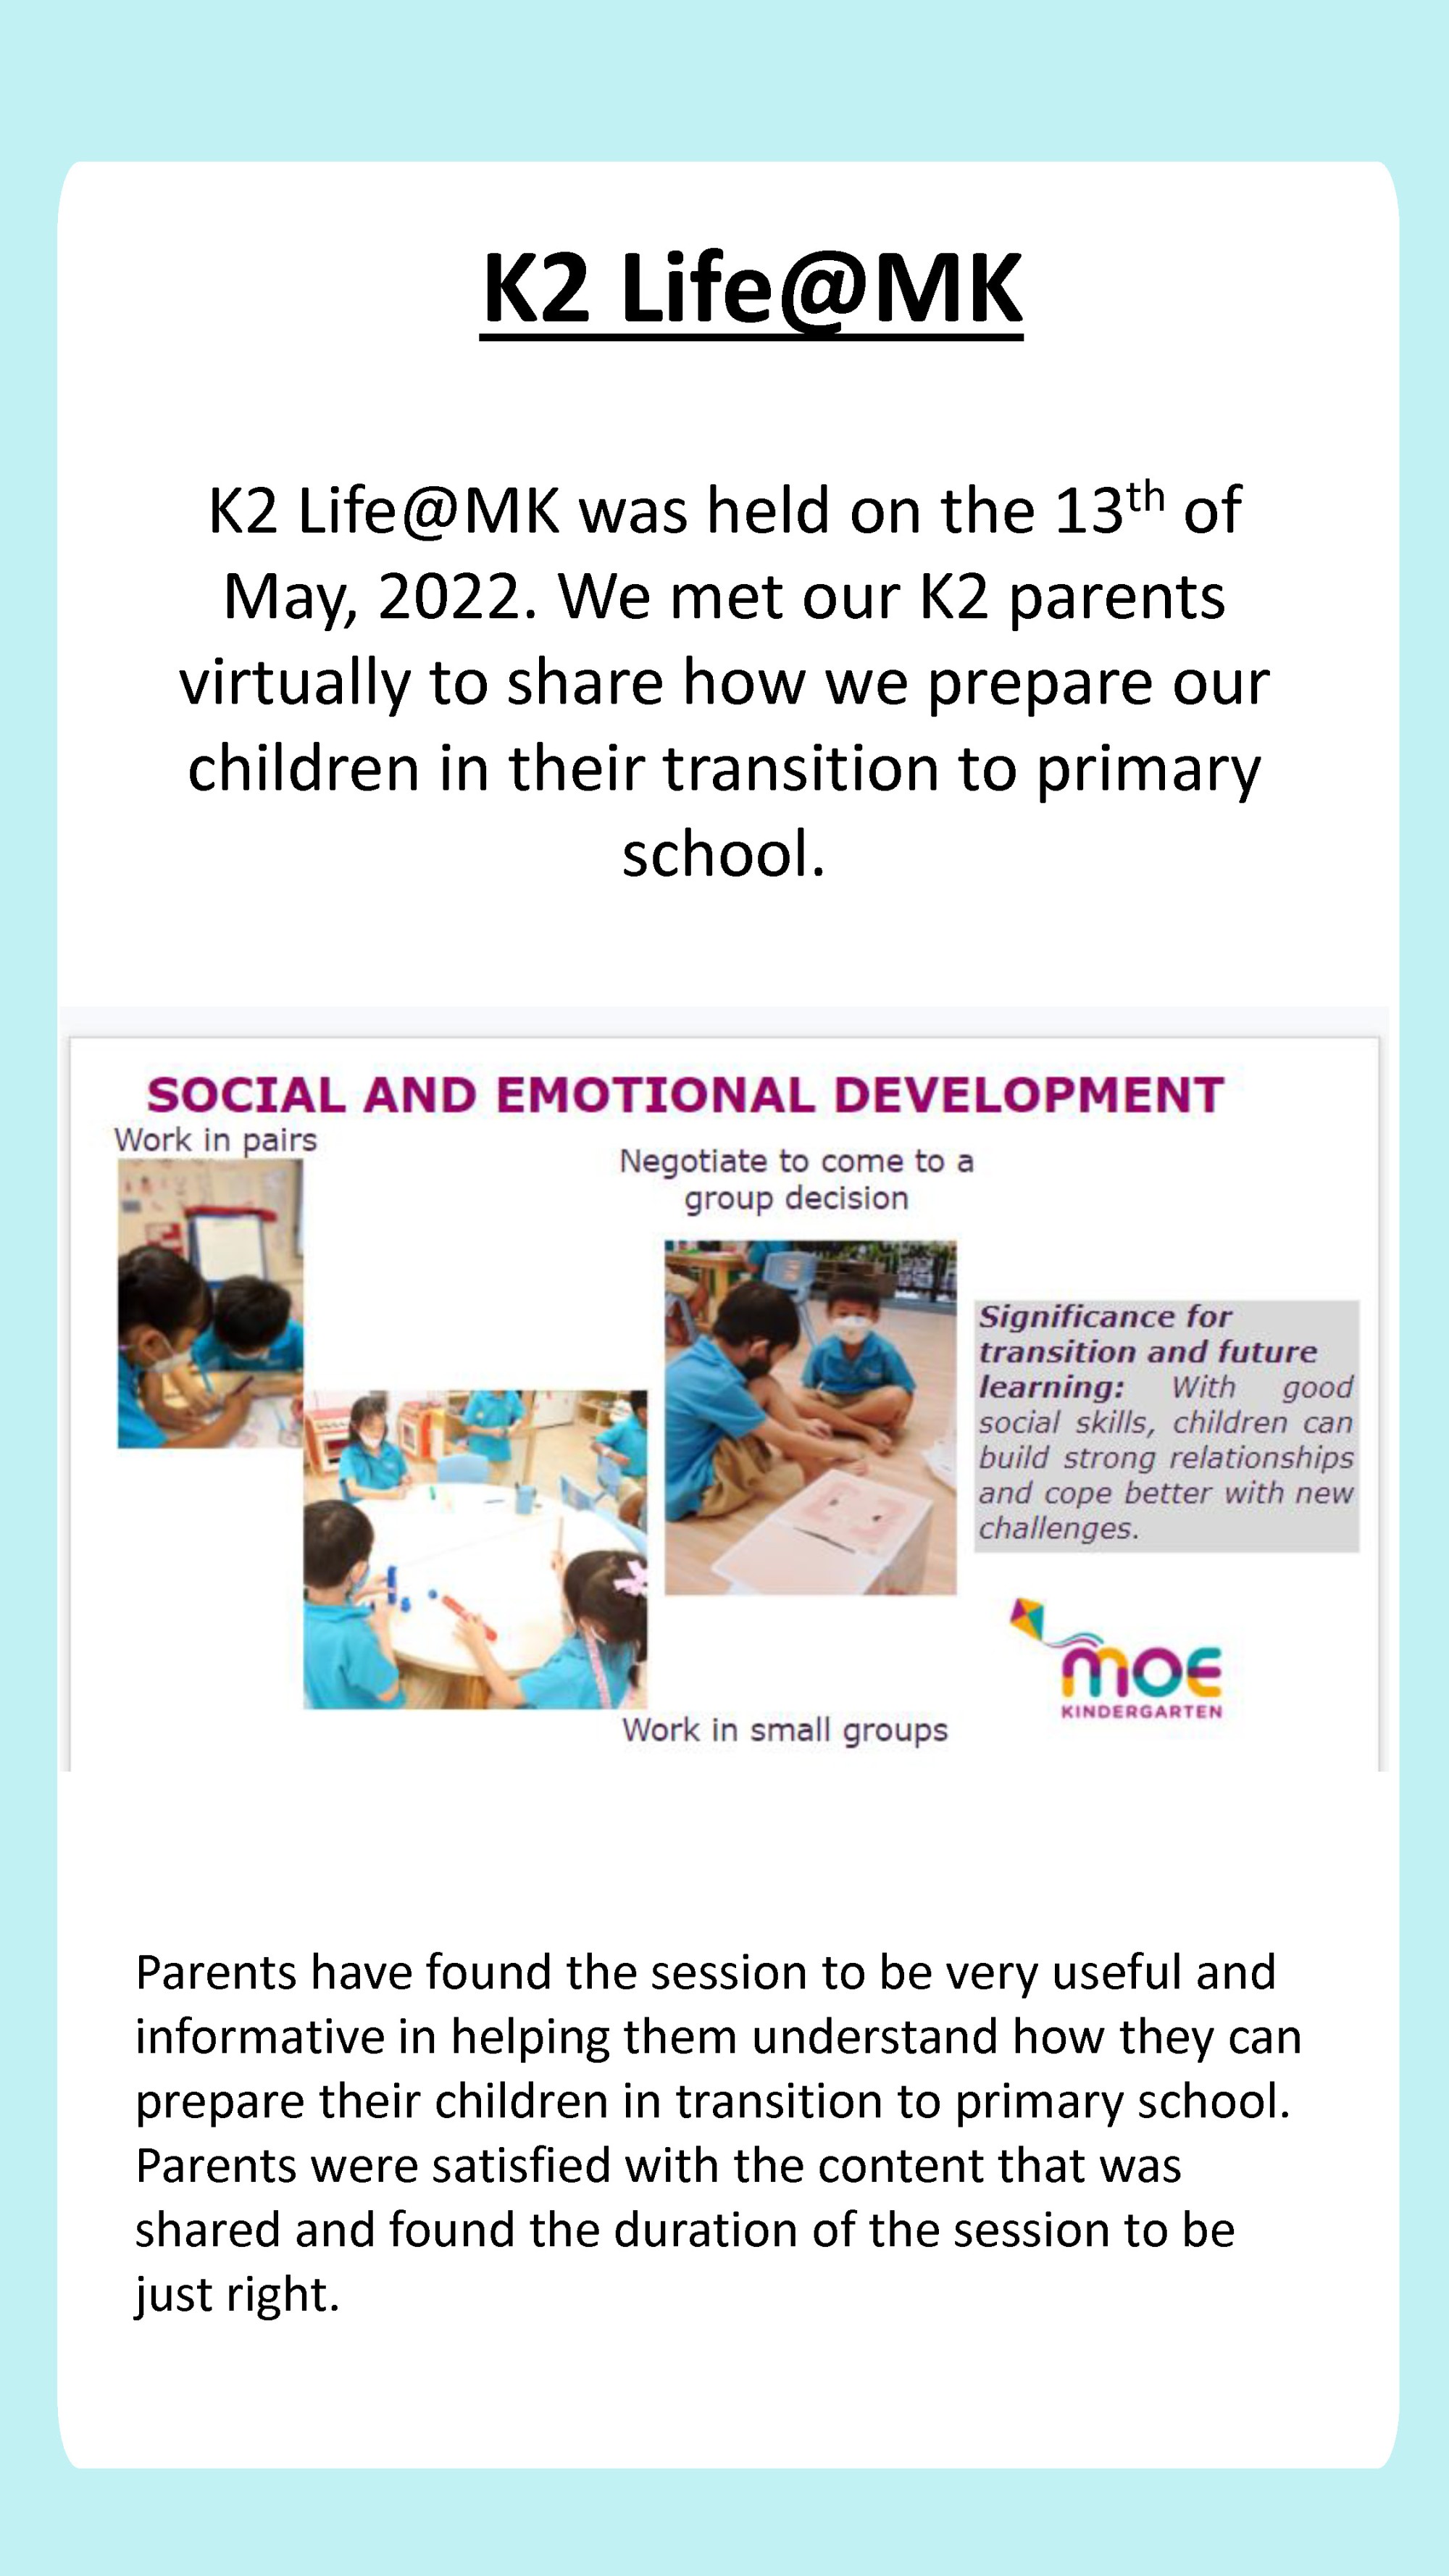 K2 Life@MK
K2 Life@MK was held on the 13th of
May, 2022. We met our K2 parents
virtually to share how we prepare our
children in their transition to primary
school.
SOCIAL AND EMOTIONAL DEVELOPMENT
Work in pairs
Negotiate to come to a
group decision
Significance for
transition and future
learning: With good
social skills, children can
build strong relationships
and cope better with new
challenges.
moe
KINDERGARTEN
Work in small groups
Parents have found the session to be very useful and
informative in helping them understand how they can
prepare their children in transition to primary school.
Parents were satisfied with the content that was
shared and found the duration of the session to be
just right.